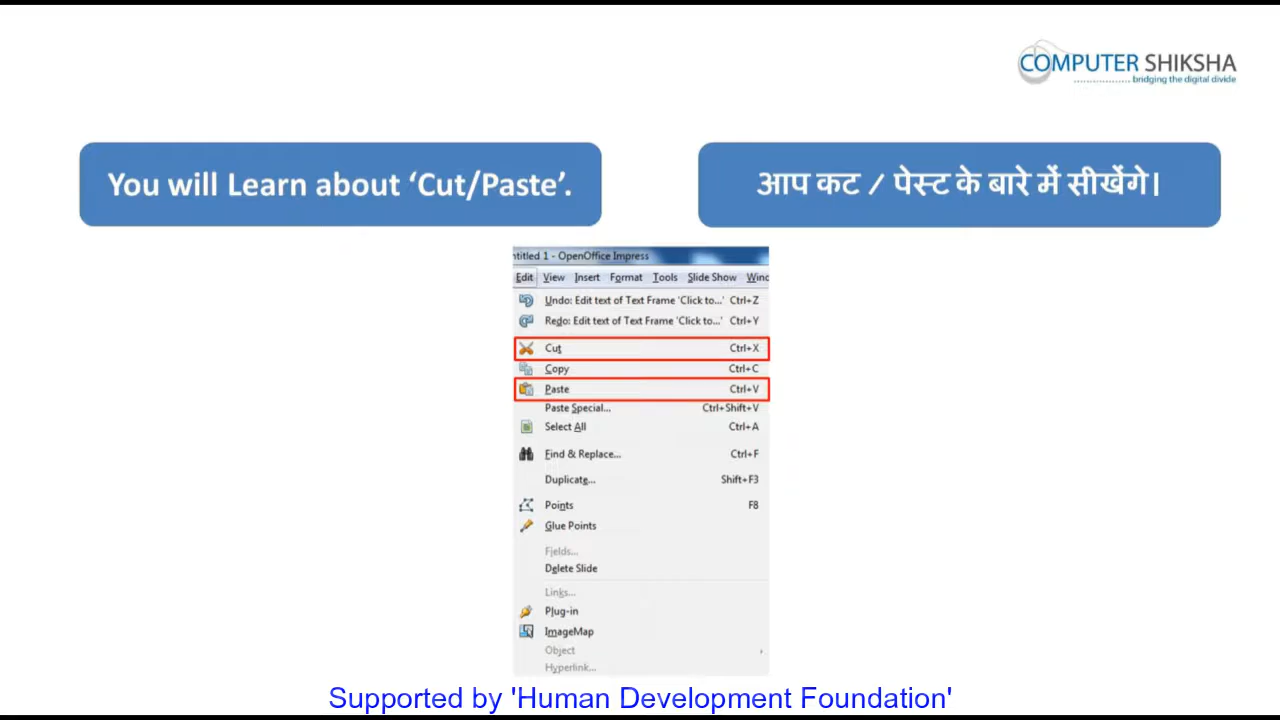 COMPUTER SHIKSHA
bridging the digital divide
You will Learn about ‘Cut/Paste’.
आप कट / पेस्ट के बारे में सीखेंगे।
ntitled 1 - OpenOffice Impress
Edit View Insert Format Tools Slide Show Wind
Undo: Edit text of Text Frame 'Click to...' Ctrl+Z
Redo: Edit text of Text Frame 'Click to...' Ctrl+Y
Cut Ctrl+X
Copy Ctrl+C
Paste Ctrl+V
Paste Special... Ctrl+Shift+V
Select All Ctrl+A
Find & Replace... Ctrl+F
Duplicate... Shift+F3
Points F8
Glue Points
Fields...
Delete Slide
Links...
Plug-in
ImageMap
Object
Hyperlink...
Supported by 'Human Development Foundation'